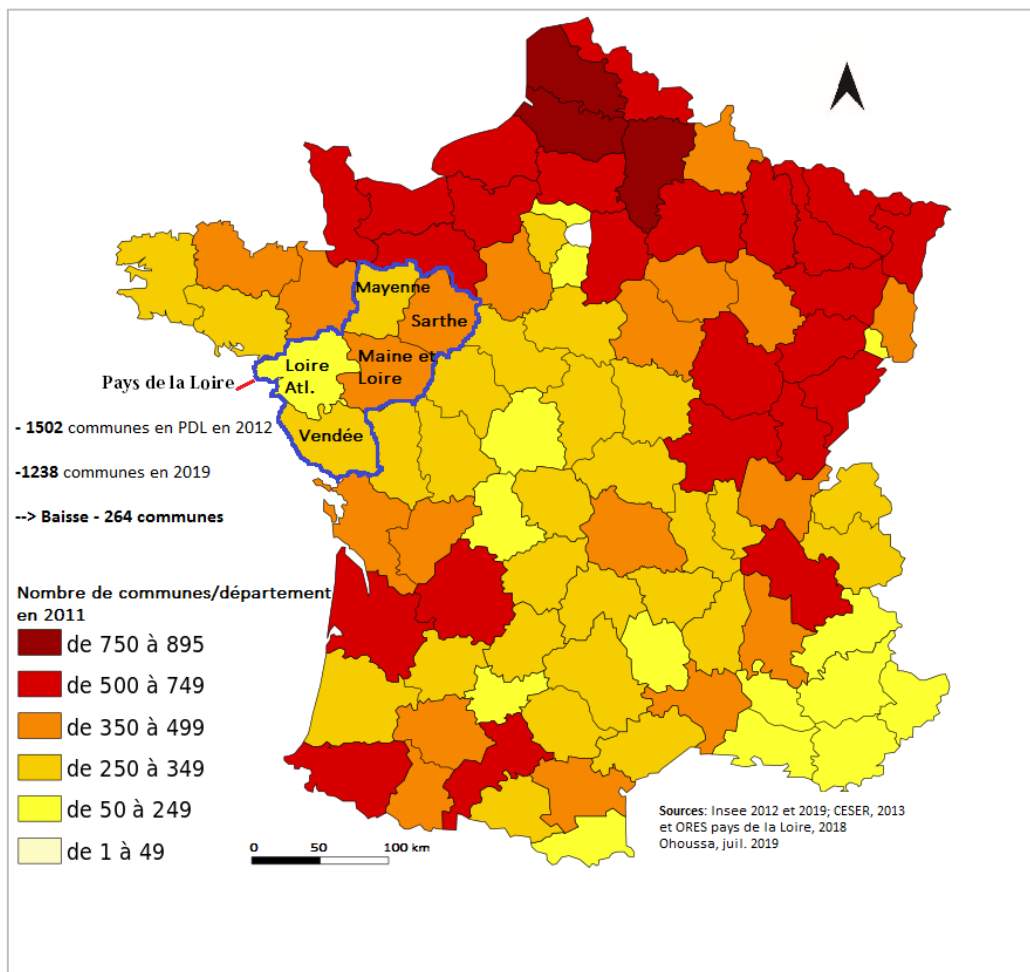 Mayenne
Sarthe
Maine et
Loire
Loire
Atl.
Pays de la Loire
Vendée
- 1502 communes en PDL en 2012
-1238 communes en 2019
--> Baisse - 264 communes
Nombre de communes/département
en 2011
de 750 à 895
de 500 à 749
de 350 à 499
de 250 à 349
de 50 à 249
de 1 à 49
0 50 100 km
Sources: Insee 2012 et 2019; CESER, 2013
et ORES pays de la Loire, 2018
Ohoussa, juil. 2019